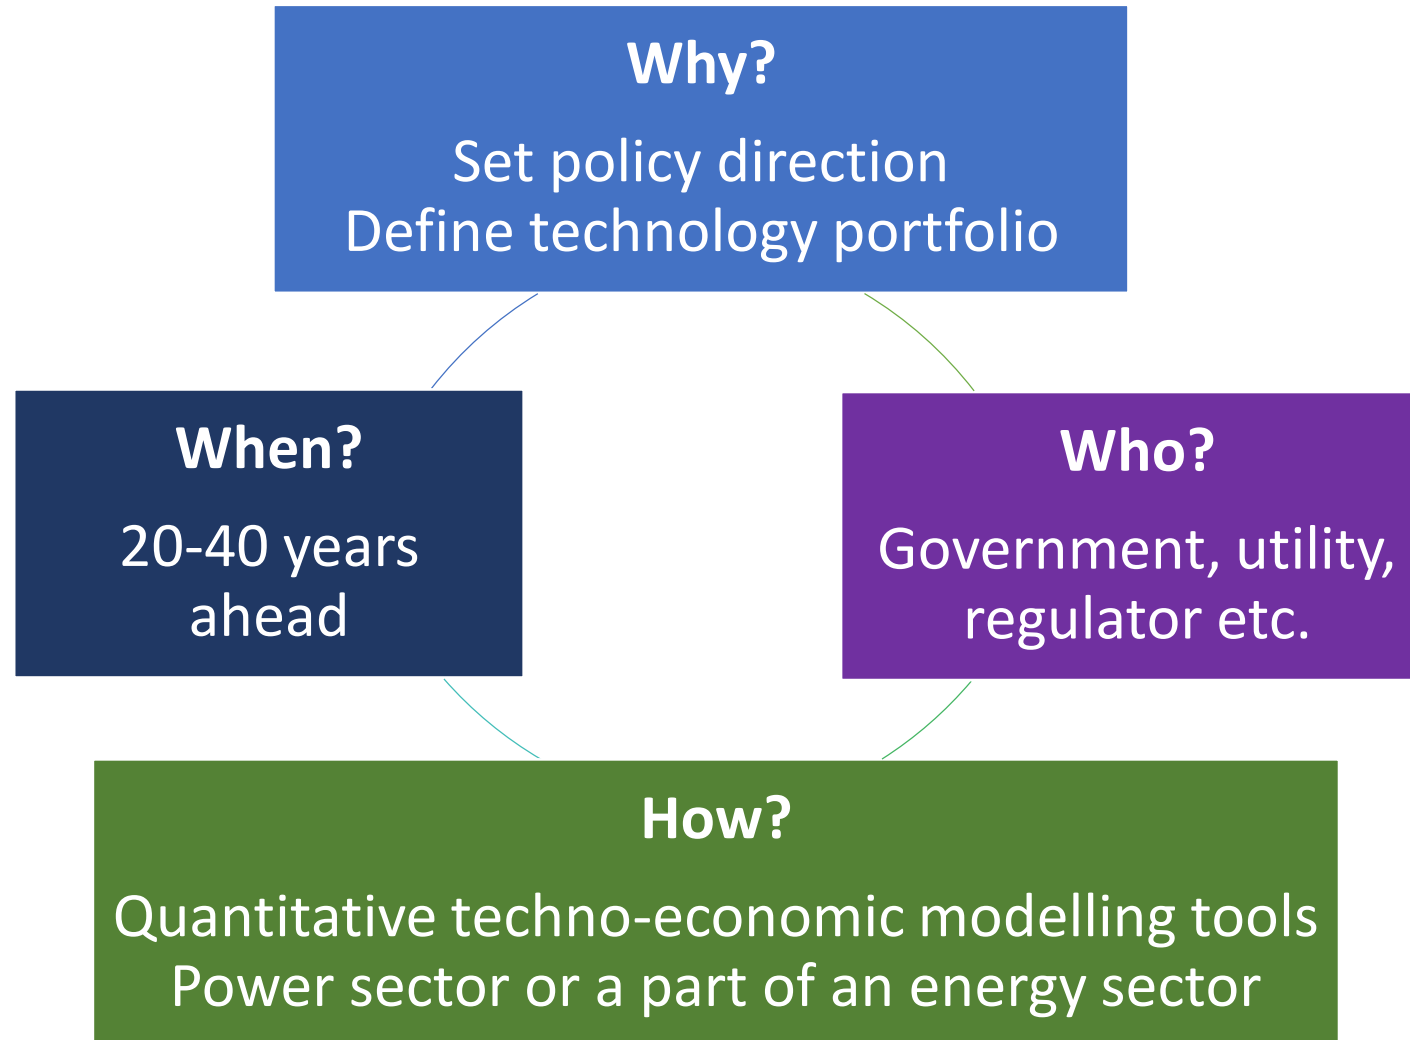 Why?
Set policy direction
Define technology portfolio
When?
20-40 years
ahead
Who?
Government, utility,
regulator etc.
How?
Quantitative techno-economic modelling tools
Power sector or a part of an energy sector